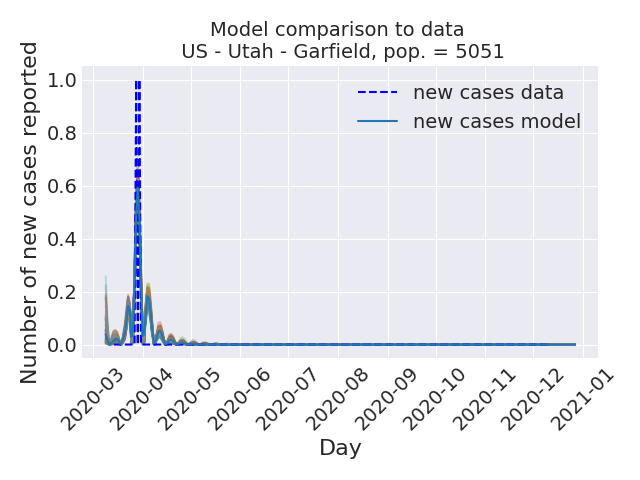 Model comparison to data
US - Utah - Garfield, pop. = 5051
Number of new cases reported
1.0
0.8
0.6
0.4
0.2
0.0
new cases data
new cases model
2020-03
2020-04
2020-05
2020-06
2020-07
2020-08
2020-09
2020-10
2020-11
2020-12
2021-01
Day